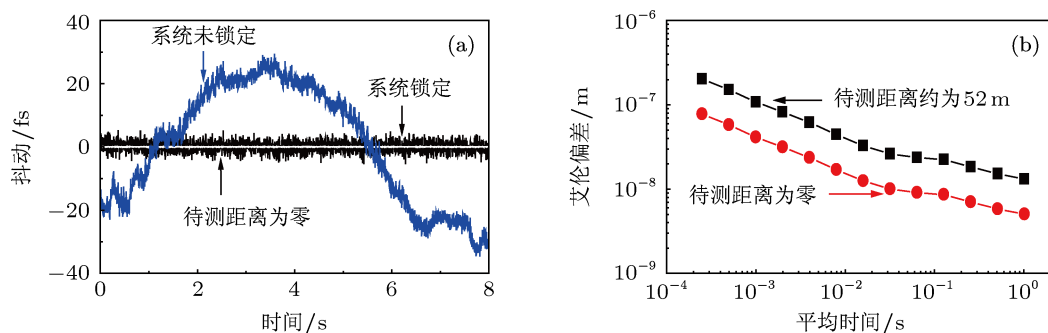 (a)
系统未锁定
系统锁定
待测距离为零
抖动/fs
40
20
0
−20
−40
0
2
4
6
8
时间/s
(b)
待测距离约为52 m
待测距离为零
艾伦偏差/m
10⁻⁶
10⁻⁷
10⁻⁸
10⁻⁹
10⁻⁴
10⁻³
10⁻²
10⁻¹
10⁰
平均时间/s